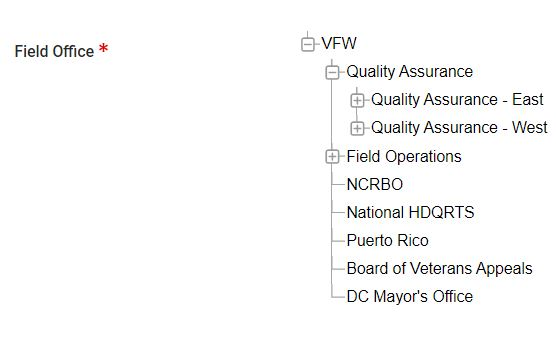 Field Office *
VFW
Quality Assurance
Quality Assurance - East
Quality Assurance - West
Field Operations
NCRBO
National HDQRTS
Puerto Rico
Board of Veterans Appeals
DC Mayor's Office